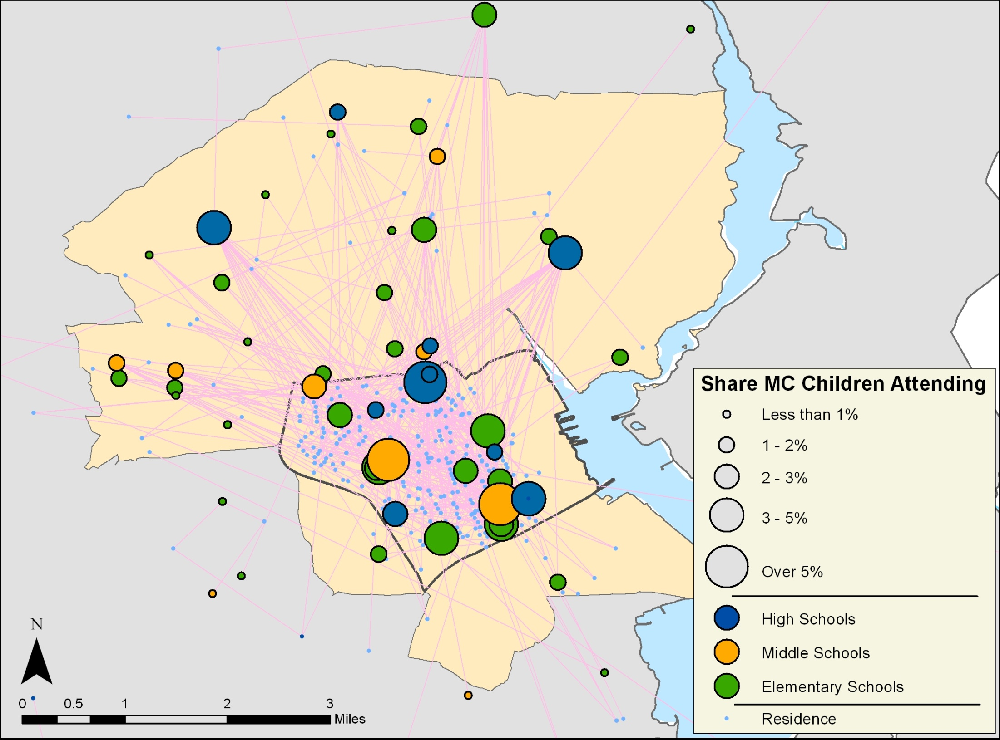 Share MC Children Attending
Less than 1%
1 - 2%
2 - 3%
3 - 5%
Over 5%
High Schools
Middle Schools
Elementary Schools
Residence
N
0 0.5 1 2 3
Miles